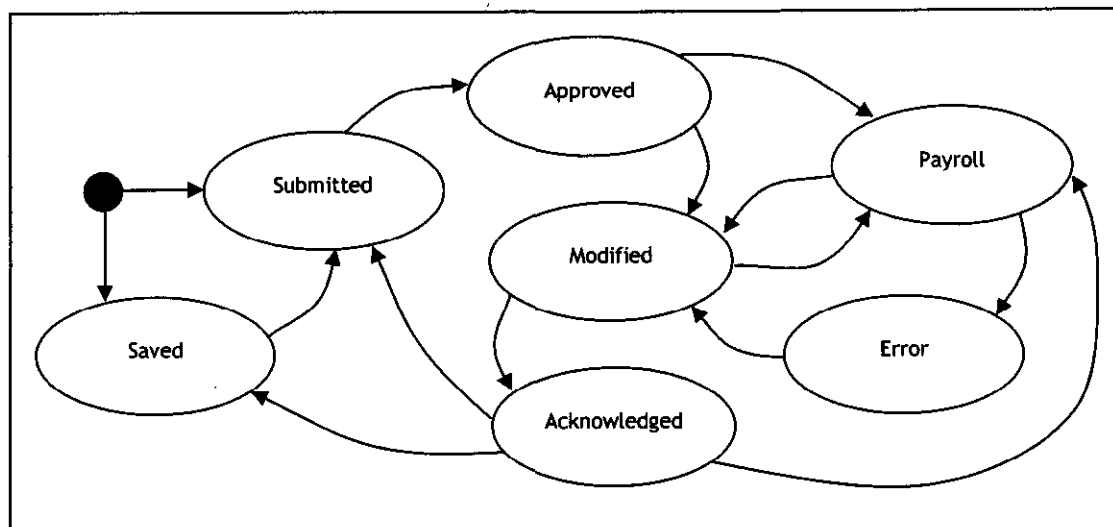 Approved
Payroll
Submitted
Modified
Saved
Error
Acknowledged